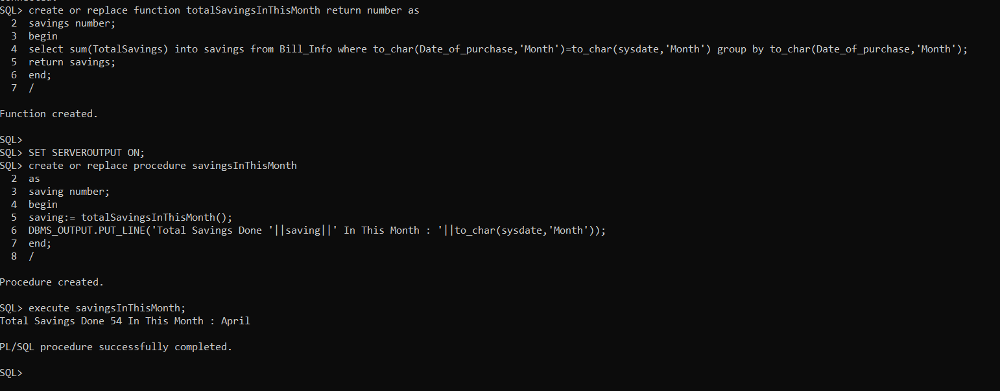 SQL> create or replace function totalSavingsInThisMonth return number as
2 savings number;
3 begin
4 select sum(TotalSavings) into savings from Bill_Info where to_char(Date_of_purchase,'Month')=to_char(sysdate,'Month') group by to_char(Date_of_purchase,'Month');
5 return savings;
6 end;
7 /
Function created.
SQL>
SQL> SET SERVEROUTPUT ON;
SQL> create or replace procedure savingsInThisMonth
2 as
3 saving number;
4 begin
5 saving:= totalSavingsInThisMonth();
6 DBMS_OUTPUT.PUT_LINE('Total Savings Done '||saving||' In This Month : '||to_char(sysdate,'Month'));
7 end;
8 /
Procedure created.
SQL> execute savingsInThisMonth;
Total Savings Done 54 In This Month : April
PL/SQL procedure successfully completed.
SQL>